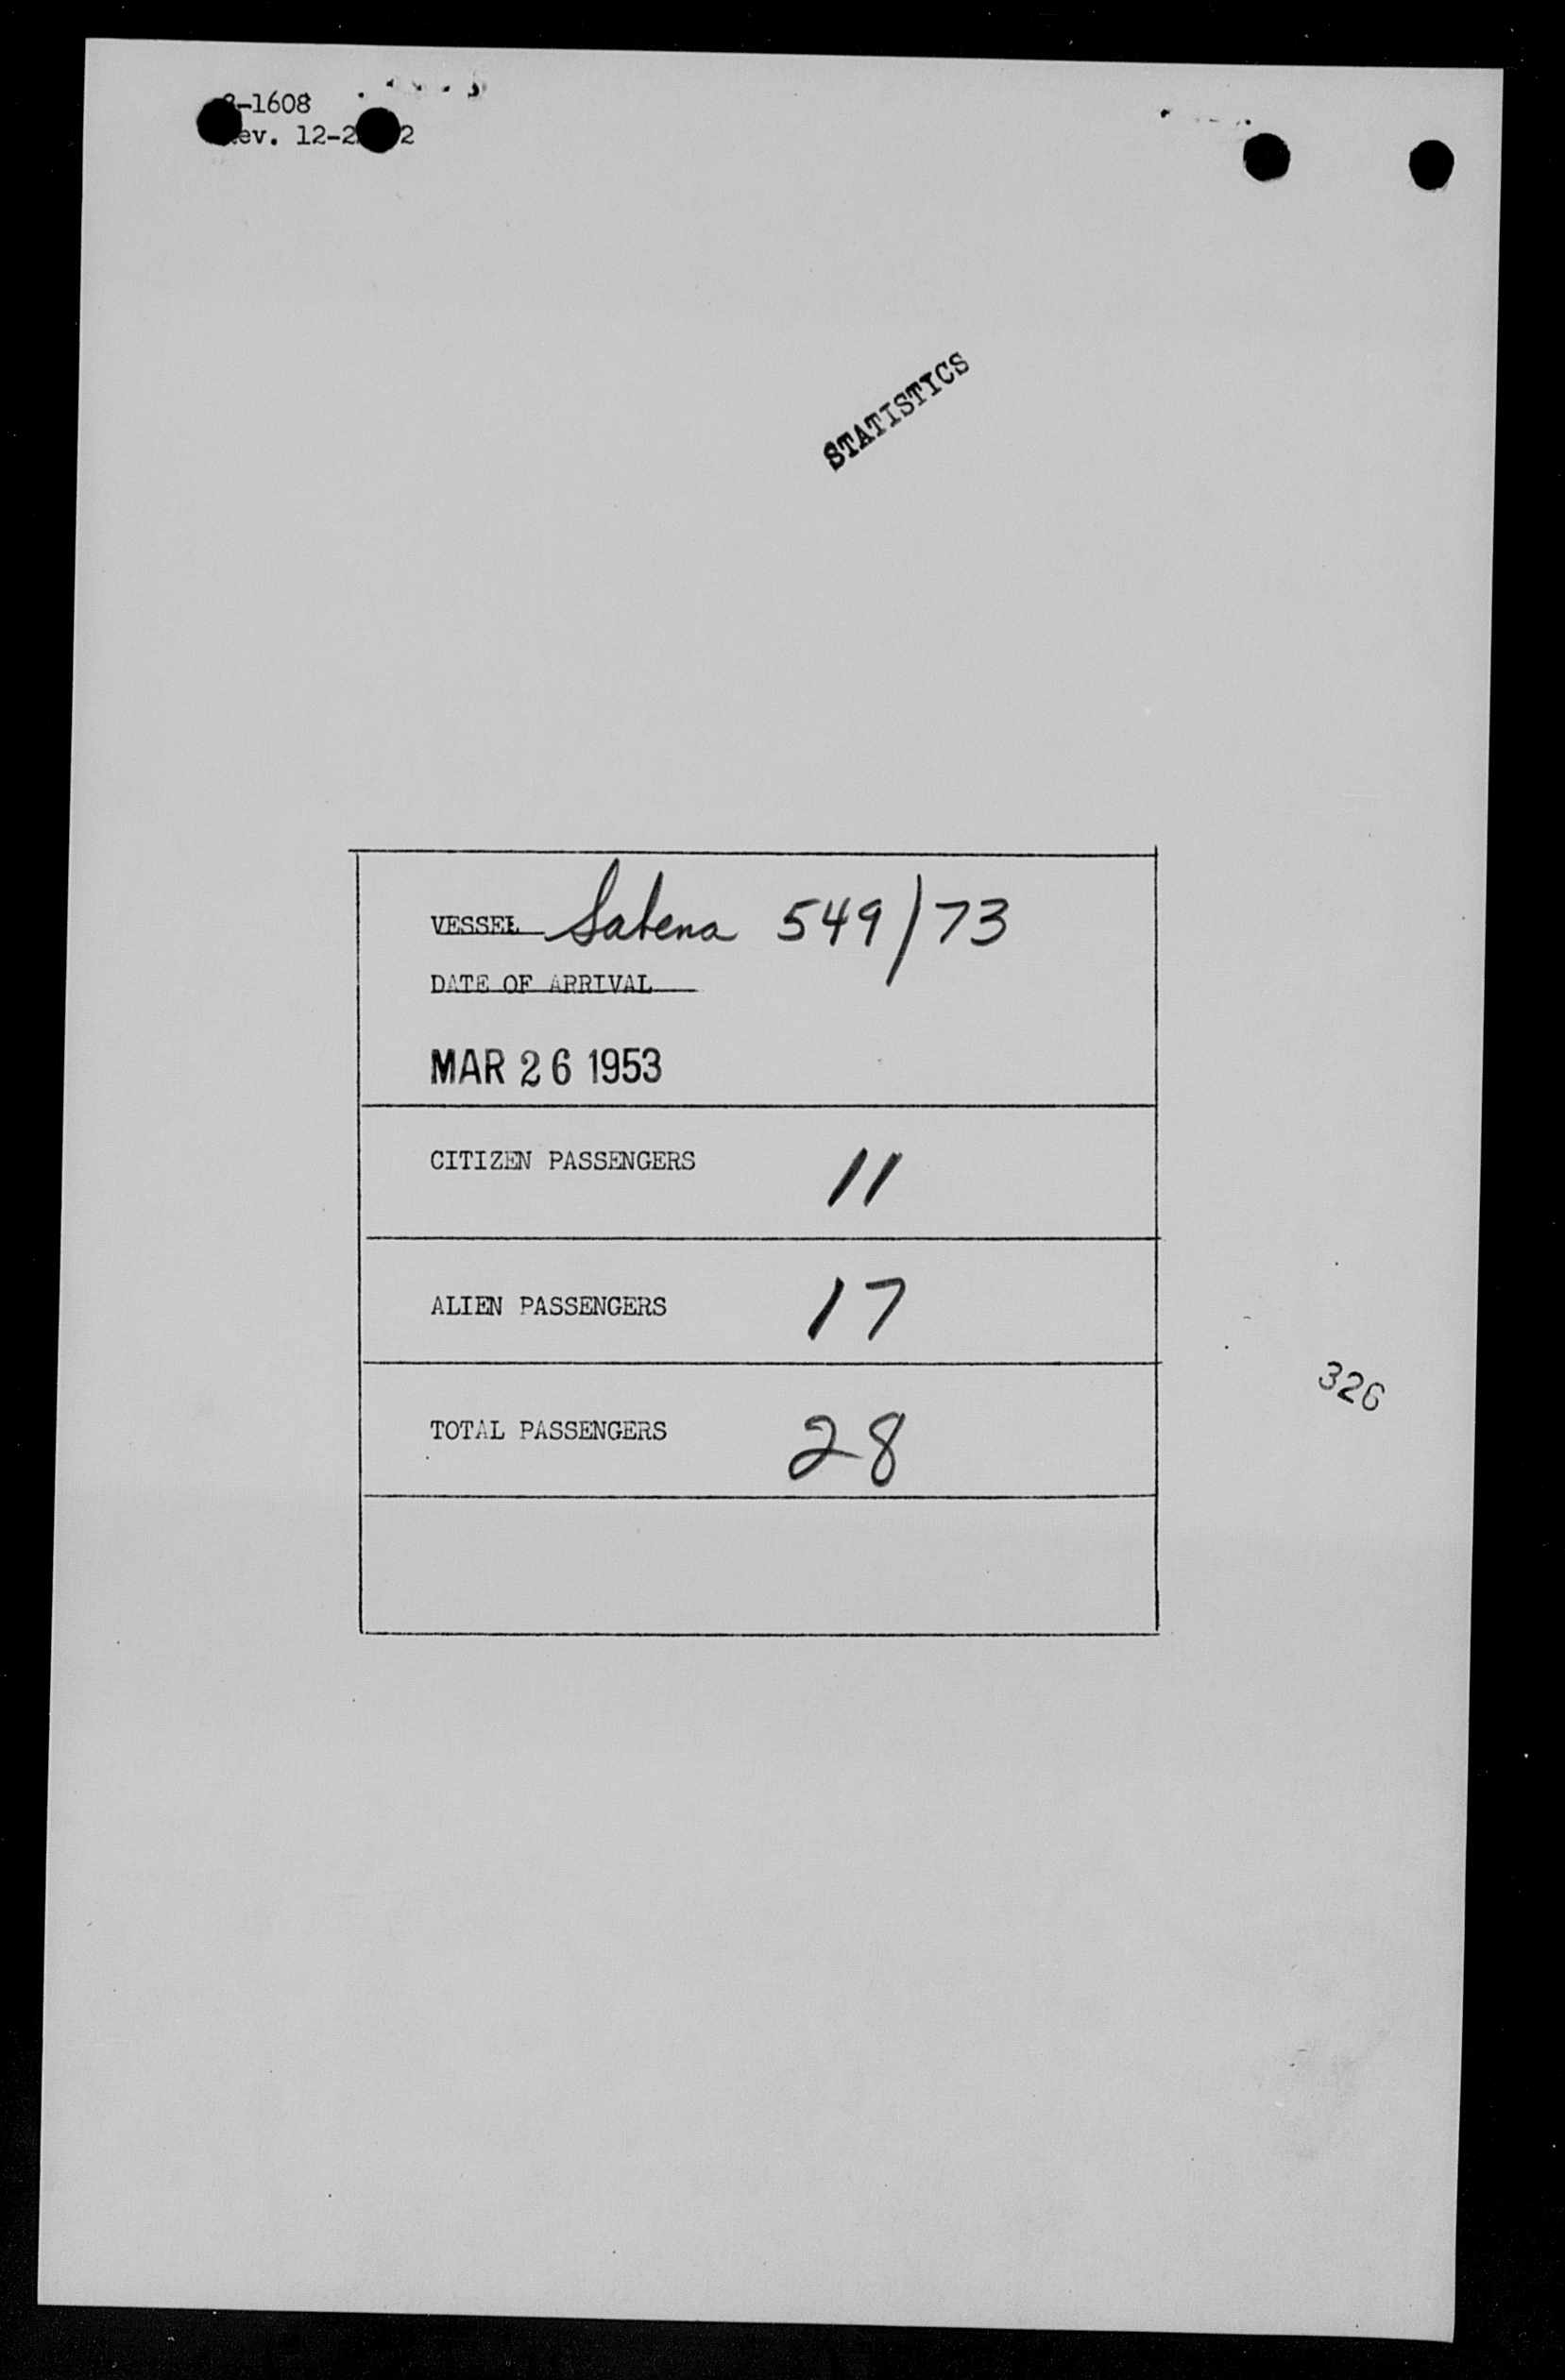 -1608
ev. 12-2 2
STATISTICS
VESSEL Sabena 549/73
DATE OF ARRIVAL
MAR 26 1953
CITIZEN PASSENGERS 11
ALIEN PASSENGERS 17
326
TOTAL PASSENGERS 28